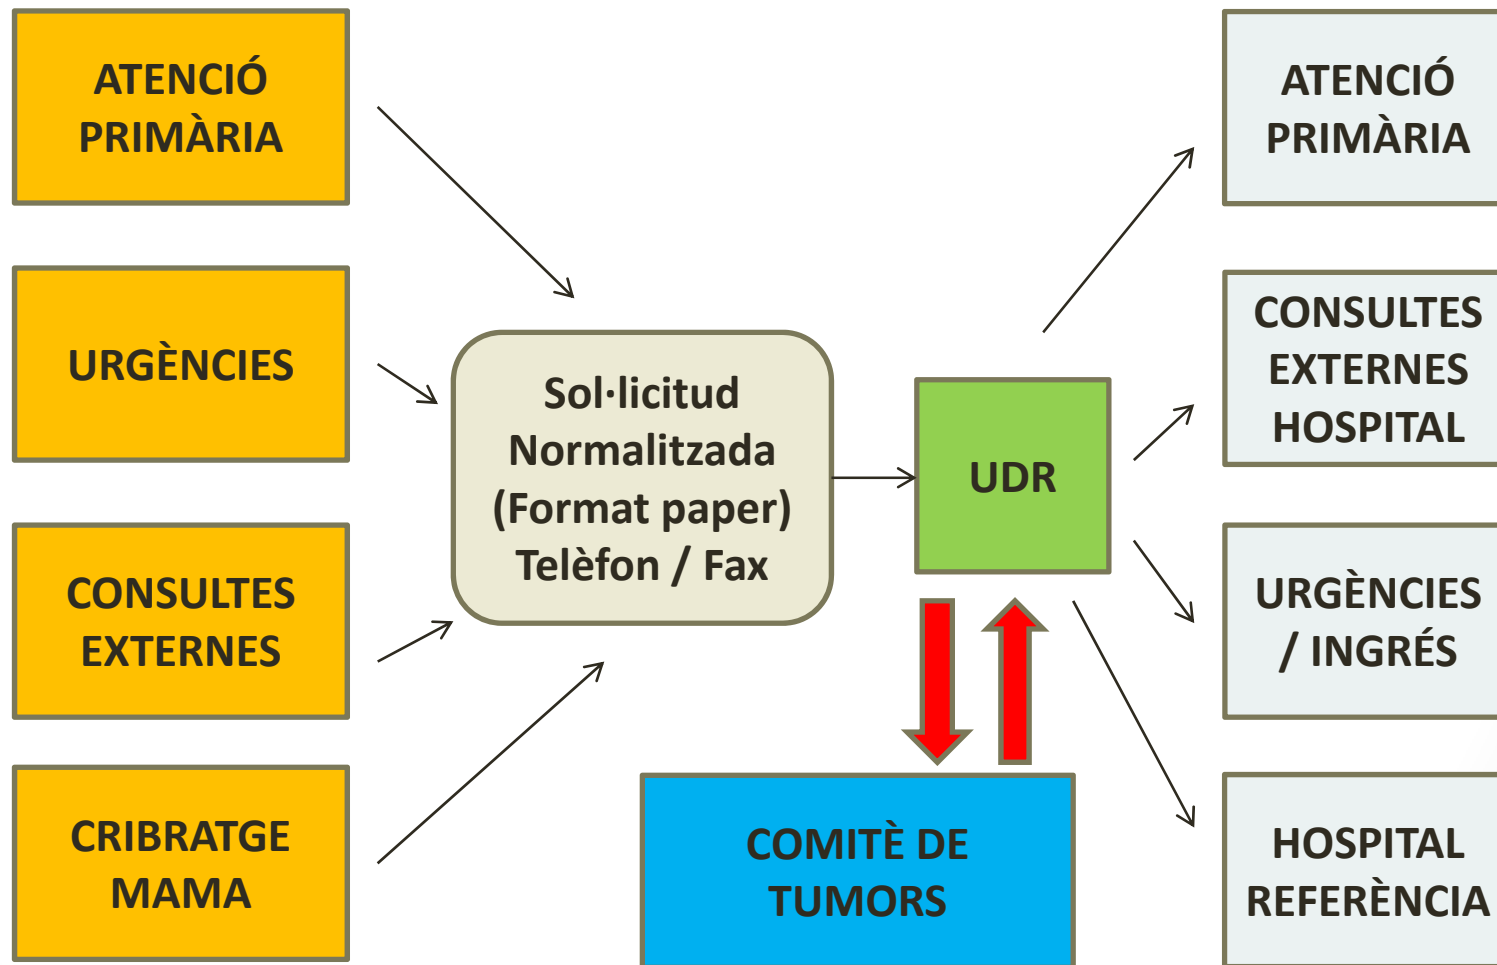 ATENCIÓ
PRIMÀRIA
URGÈNCIES
CONSULTES
EXTERNES
CRIBRATGE
MAMA
Sol·licitud
Normalitzada
(Format paper)
Telèfon / Fax
UDR
COMITÈ DE
TUMORS
ATENCIÓ
PRIMÀRIA
CONSULTES
EXTERNES
HOSPITAL
URGÈNCIES
/ INGRÉS
HOSPITAL
REFERÈNCIA